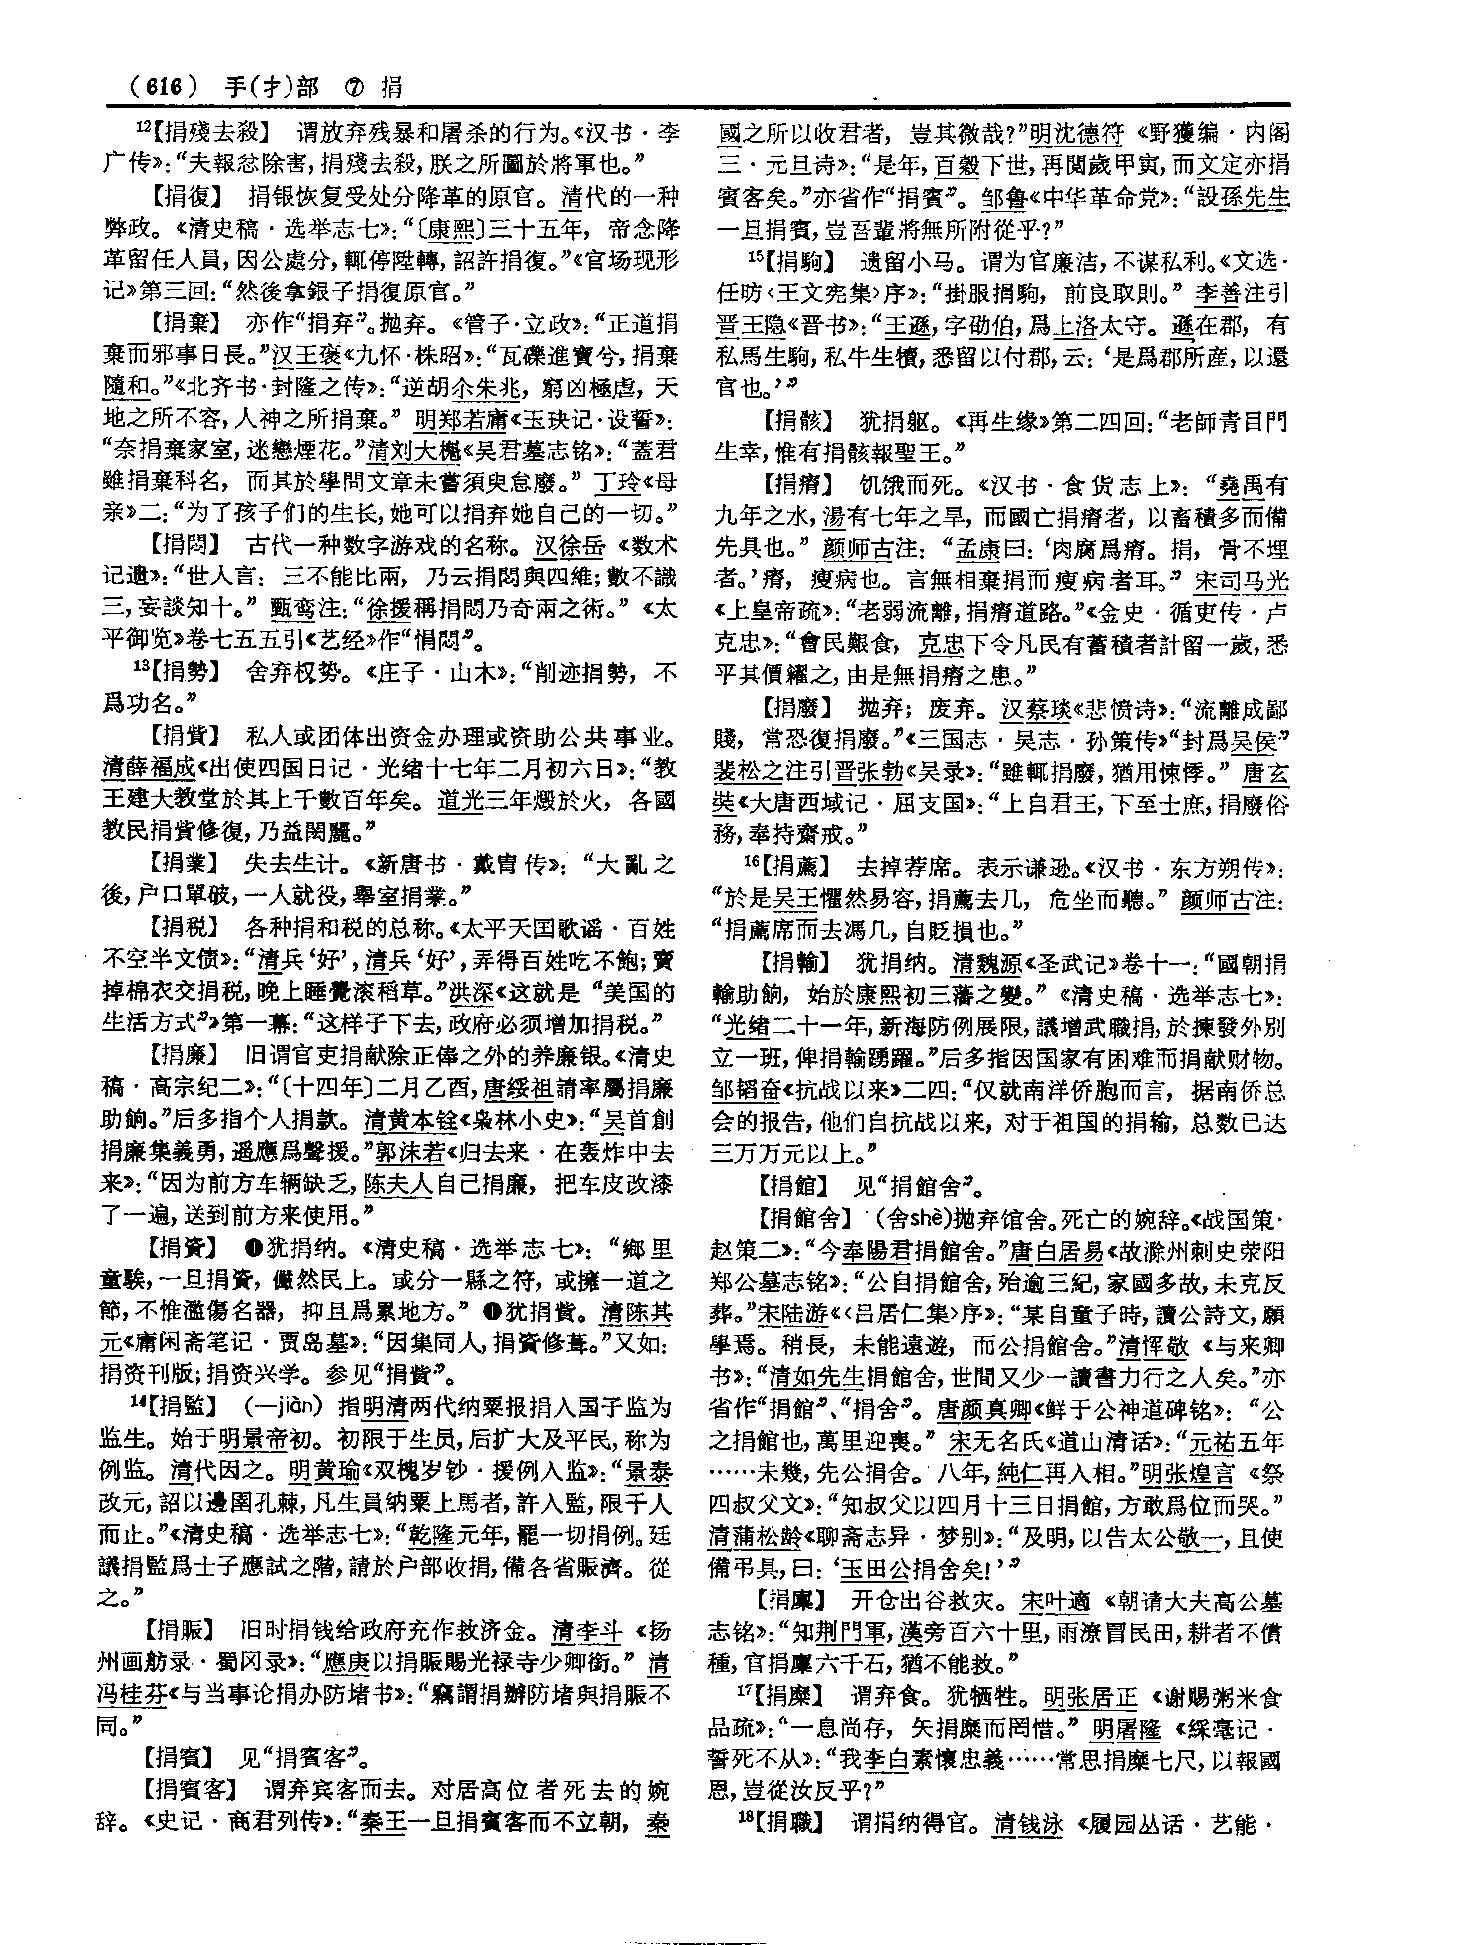 (616) 手(扌)部 ⑦ 捐
¹²【捐殘去殺】 谓放弃残暴和屠杀的行为。《汉书·李
广传》：“夫報忿除害，捐殘去殺，朕之所圖於將軍也。”
【捐復】 捐银恢复受处分降革的原官。清代的一种
弊政。《清史稿·选举志七》：“〔康熙〕三十五年，帝念降
革留任人員，因公處分，輒停陞轉，詔許捐復。”《官场现形
记》第三回：“然後拿銀子捐復原官。”
【捐棄】 亦作“捐弃”。抛弃。《管子·立政》：“正道捐
棄而邪事日長。”汉王褒《九怀·株昭》：“瓦礫進寶兮，捐棄
隨和。”《北齐书·封隆之传》：“逆胡尒朱兆，窮凶極虐，天
地之所不容，人神之所捐棄。” 明郑若庸《玉玦记·设誓》：
“奈捐棄家室，迷戀煙花。”清刘大櫆《吴君墓志铭》：“蓋君
雖捐棄科名，而其於學問文章未嘗須臾怠廢。” 丁玲《母
亲》二：“为了孩子们的生长，她可以捐弃她自己的一切。”
【捐悶】 古代一种数字游戏的名称。汉徐岳《数术
记遗》：“世人言：三不能比兩，乃云捐悶與四維；數不識
三，妄談知十。” 甄鸾注：“徐援稱捐悶乃奇兩之術。”《太
平御览》卷七五五引《艺经》作“悁悶”。
¹³【捐勢】 舍弃权势。《庄子·山木》：“削迹捐勢，不
爲功名。”
【捐貲】 私人或团体出资金办理或资助公共事业。
清薛福成《出使四国日记·光绪十七年二月初六日》：“教
王建大教堂於其上千數百年矣。道光三年燬於火，各國
教民捐貲修復，乃益閎麗。”
【捐業】 失去生计。《新唐书·戴胄传》：“大亂之
後，户口單破，一人就役，舉室捐業。”
【捐税】 各种捐和税的总称。《太平天囯歌谣·百姓
不空半文债》：“清兵‘好’，清兵‘好’，弄得百姓吃不飽；賣
掉棉衣交捐税，晚上睡覺滚稻草。”洪深《这就是“美国的
生活方式”》第一幕：“这样子下去，政府必须增加捐税。”
【捐廉】 旧谓官吏捐献除正俸之外的养廉银。《清史
稿·高宗纪二》：“〔十四年〕二月乙酉，唐绥祖請率屬捐廉
助餉。”后多指个人捐款。清黄本铨《枭林小史》：“吴首創
捐廉集義勇，遥應爲聲援。”郭沫若《归去来·在轰炸中去
来》：“因为前方车辆缺乏，陈夫人自己捐廉，把车皮改漆
了一遍，送到前方来使用。”
【捐資】 ❶犹捐纳。《清史稿·选举志七》：“鄉里
童騃，一旦捐資，儼然民上。或分一縣之符，或擁一道之
節，不惟濫傷名器，抑且爲累地方。” ❶犹捐貲。清陈其
元《庸闲斋笔记·贾岛墓》：“因集同人，捐資修葺。”又如：
捐资刊版；捐资兴学。参见“捐貲”。
¹⁴【捐監】 （—jiàn）指明清两代纳粟报捐入国子监为
监生。始于明景帝初。初限于生员，后扩大及平民，称为
例监。清代因之。明黄瑜《双槐岁钞·援例入监》：“景泰
改元，詔以邊圉孔棘，凡生員纳粟上馬者，許入監，限千人
而止。”《清史稿·选举志七》：“乾隆元年，罷一切捐例。廷
議捐監爲士子應試之階，請於户部收捐，備各省賑濟。從
之。”
【捐賑】 旧时捐钱给政府充作救济金。清李斗《扬
州画舫录·蜀冈录》：“應庚以捐賑賜光禄寺少卿銜。” 清
冯桂芬《与当事论捐办防堵书》：“竊謂捐辦防堵與捐賑不
同。”
【捐賓】 见“捐賓客”。
【捐賓客】 谓弃宾客而去。对居高位者死去的婉
辞。《史记·商君列传》：“秦王一旦捐賓客而不立朝，秦
國之所以收君者，豈其微哉？”明沈德符《野獲编·内阁
三·元旦诗》：“是年，百穀下世，再閲歲甲寅，而文定亦捐
賓客矣。”亦省作“捐賓”。邹鲁《中华革命党》：“設孫先生
一旦捐賓，豈吾輩將無所附從乎？”
¹⁵【捐駒】 遗留小马。谓为官廉洁，不谋私利。《文选·
任昉〈王文宪集〉序》：“掛服捐駒，前良取則。” 李善注引
晋王隐《晋书》：“王遜，字劭伯，爲上洛太守。遜在郡，有
私馬生駒，私牛生犢，悉留以付郡，云：‘是爲郡所産，以還
官也。’”
【捐骸】 犹捐躯。《再生缘》第二四回：“老師青目門
生幸，惟有捐骸報聖王。”
【捐瘠】 饥饿而死。《汉书·食货志上》：“堯禹有
九年之水，湯有七年之旱，而國亡捐瘠者，以畜積多而備
先具也。” 颜师古注：“孟康曰：‘肉腐爲瘠。捐，骨不埋
者。’瘠，瘦病也。言無相棄捐而瘦病者耳。” 宋司马光
《上皇帝疏》：“老弱流離，捐瘠道路。”《金史·循吏传·卢
克忠》：“會民艱食，克忠下令凡民有蓄積者計留一歲，悉
平其價糴之，由是無捐瘠之患。”
【捐廢】 抛弃；废弃。汉蔡琰《悲愤诗》：“流離成鄙
賤，常恐復捐廢。”《三国志·吴志·孙策传》“封爲吴侯”
裴松之注引晋张勃《吴录》：“雖輒捐廢，猶用悚悸。” 唐玄
奘《大唐西域记·屈支国》：“上自君王，下至士庶，捐廢俗
務，奉持齋戒。”
¹⁶【捐薦】 去掉荐席。表示谦逊。《汉书·东方朔传》：
“於是吴王懼然易容，捐薦去几，危坐而聽。” 颜师古注：
“捐薦席而去馮几，自貶損也。”
【捐輸】 犹捐纳。清魏源《圣武记》卷十一：“國朝捐
輸助餉，始於康熙初三藩之變。”《清史稿·选举志七》：
“光绪二十一年，新海防例展限，議增武職捐，於揀發外別
立一班，俾捐輸踴躍。”后多指因国家有困难而捐献财物。
邹韬奋《抗战以来》二四：“仅就南洋侨胞而言，据南侨总
会的报告，他们自抗战以来，对于祖国的捐输，总数已达
三万万元以上。”
【捐館】 见“捐館舍”。
【捐館舍】 （舍shè）抛弃馆舍。死亡的婉辞。《战国策·
赵策二》：“今奉陽君捐館舍。”唐白居易《故滁州刺史荥阳
郑公墓志铭》：“公自捐館舍，殆逾三紀，家國多故，未克反
葬。”宋陆游《〈吕居仁集〉序》：“某自童子時，讀公詩文，願
學焉。稍長，未能遠遊，而公捐館舍。”清恽敬《与来卿
书》：“清如先生捐館舍，世間又少一讀書力行之人矣。”亦
省作“捐館”、“捐舍”。唐颜真卿《鲜于公神道碑铭》：“公
之捐館也，萬里迎喪。” 宋无名氏《道山清话》：“元祐五年
……未幾，先公捐舍。八年，純仁再入相。”明张煌言《祭
四叔父文》：“知叔父以四月十三日捐館，方敢爲位而哭。”
清蒲松龄《聊斋志异·梦别》：“及明，以告太公敬一，且使
備弔具，曰：‘玉田公捐舍矣！’”
【捐廩】 开仓出谷救灾。宋叶適《朝请大夫高公墓
志铭》：“知荆門軍，漢旁百六十里，雨潦冒民田，耕者不償
種，官捐廩六千石，猶不能救。”
¹⁷【捐糜】 谓弃食。犹牺牲。明张居正《谢赐粥米食
品疏》：“一息尚存，矢捐糜而罔惜。” 明屠隆《綵毫记·
誓死不从》：“我李白素懷忠義……常思捐糜七尺，以報國
恩，豈從汝反乎？”
¹⁸【捐職】 谓捐纳得官。清钱泳《履园丛话·艺能·